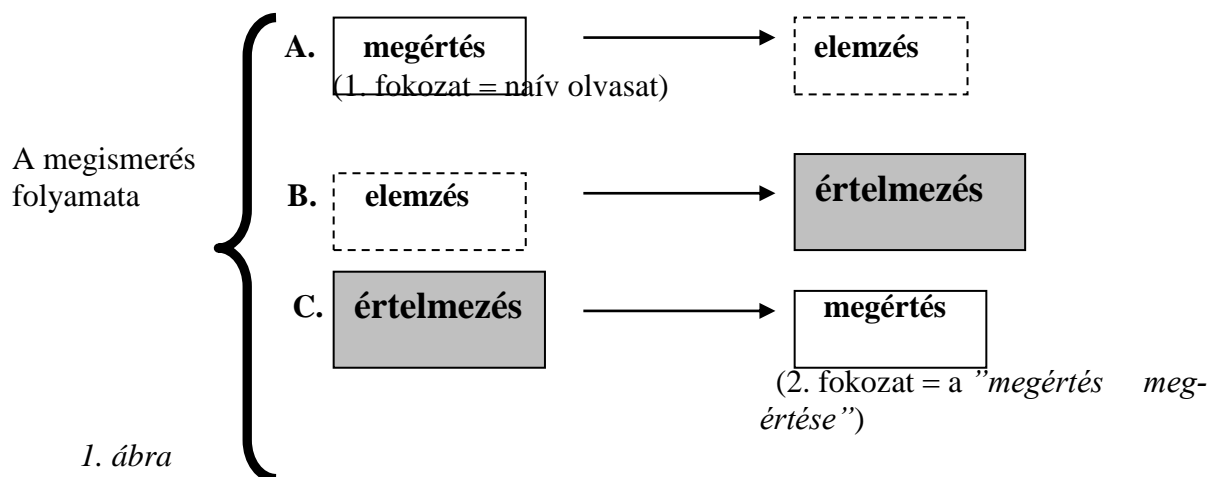 A. megértés elemzés
(1. fokozat = naív olvasat)
A megismerés
folyamata
B. elemzés értelmezés
C. értelmezés megértés
(2. fokozat = a ”megértés meg-
értése”)
1. ábra